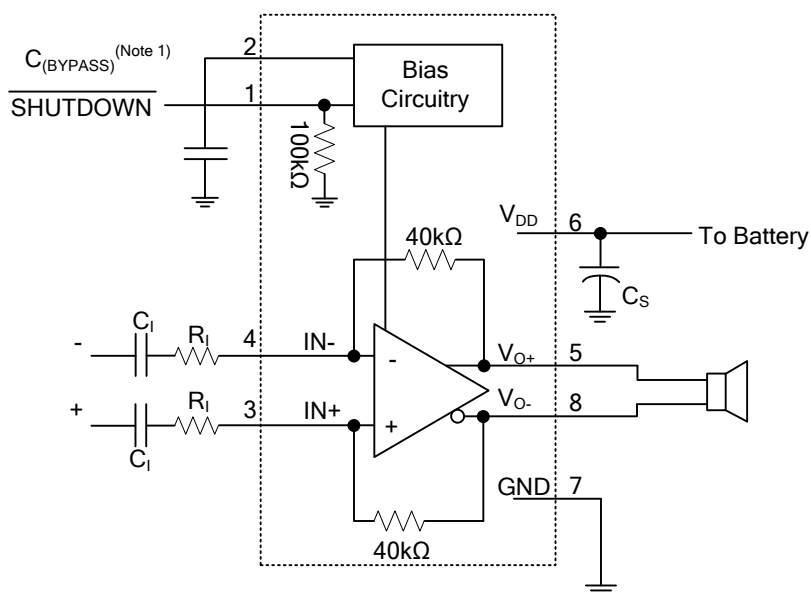 C(BYPASS)(Note 1)
2
Bias
Circuitry
SHUTDOWN
1
100kΩ
VDD
6
To Battery
CS
40kΩ
-
CI
RI
4
IN-
-
VO+
5
+
CI
RI
3
IN+
+
VO-
8
GND
7
40kΩ